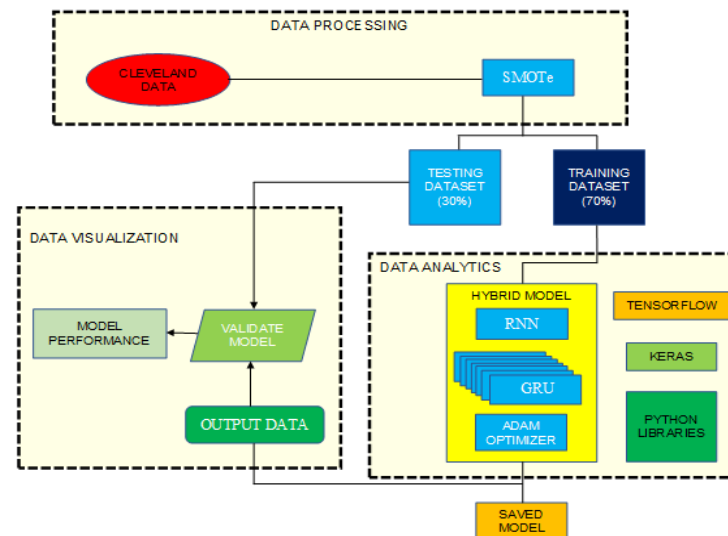 DATA PROCESSING
CLEVELAND
DATA
SMOTe
TESTING
DATASET
(30%)
TRAINING
DATASET
(70%)
DATA VISUALIZATION
MODEL
PERFORMANCE
VALIDATE
MODEL
OUTPUT DATA
DATA ANALYTICS
HYBRID MODEL
RNN
GRU
ADAM
OPTIMIZER
TENSORFLOW
KERAS
PYTHON
LIBRARIES
SAVED
MODEL